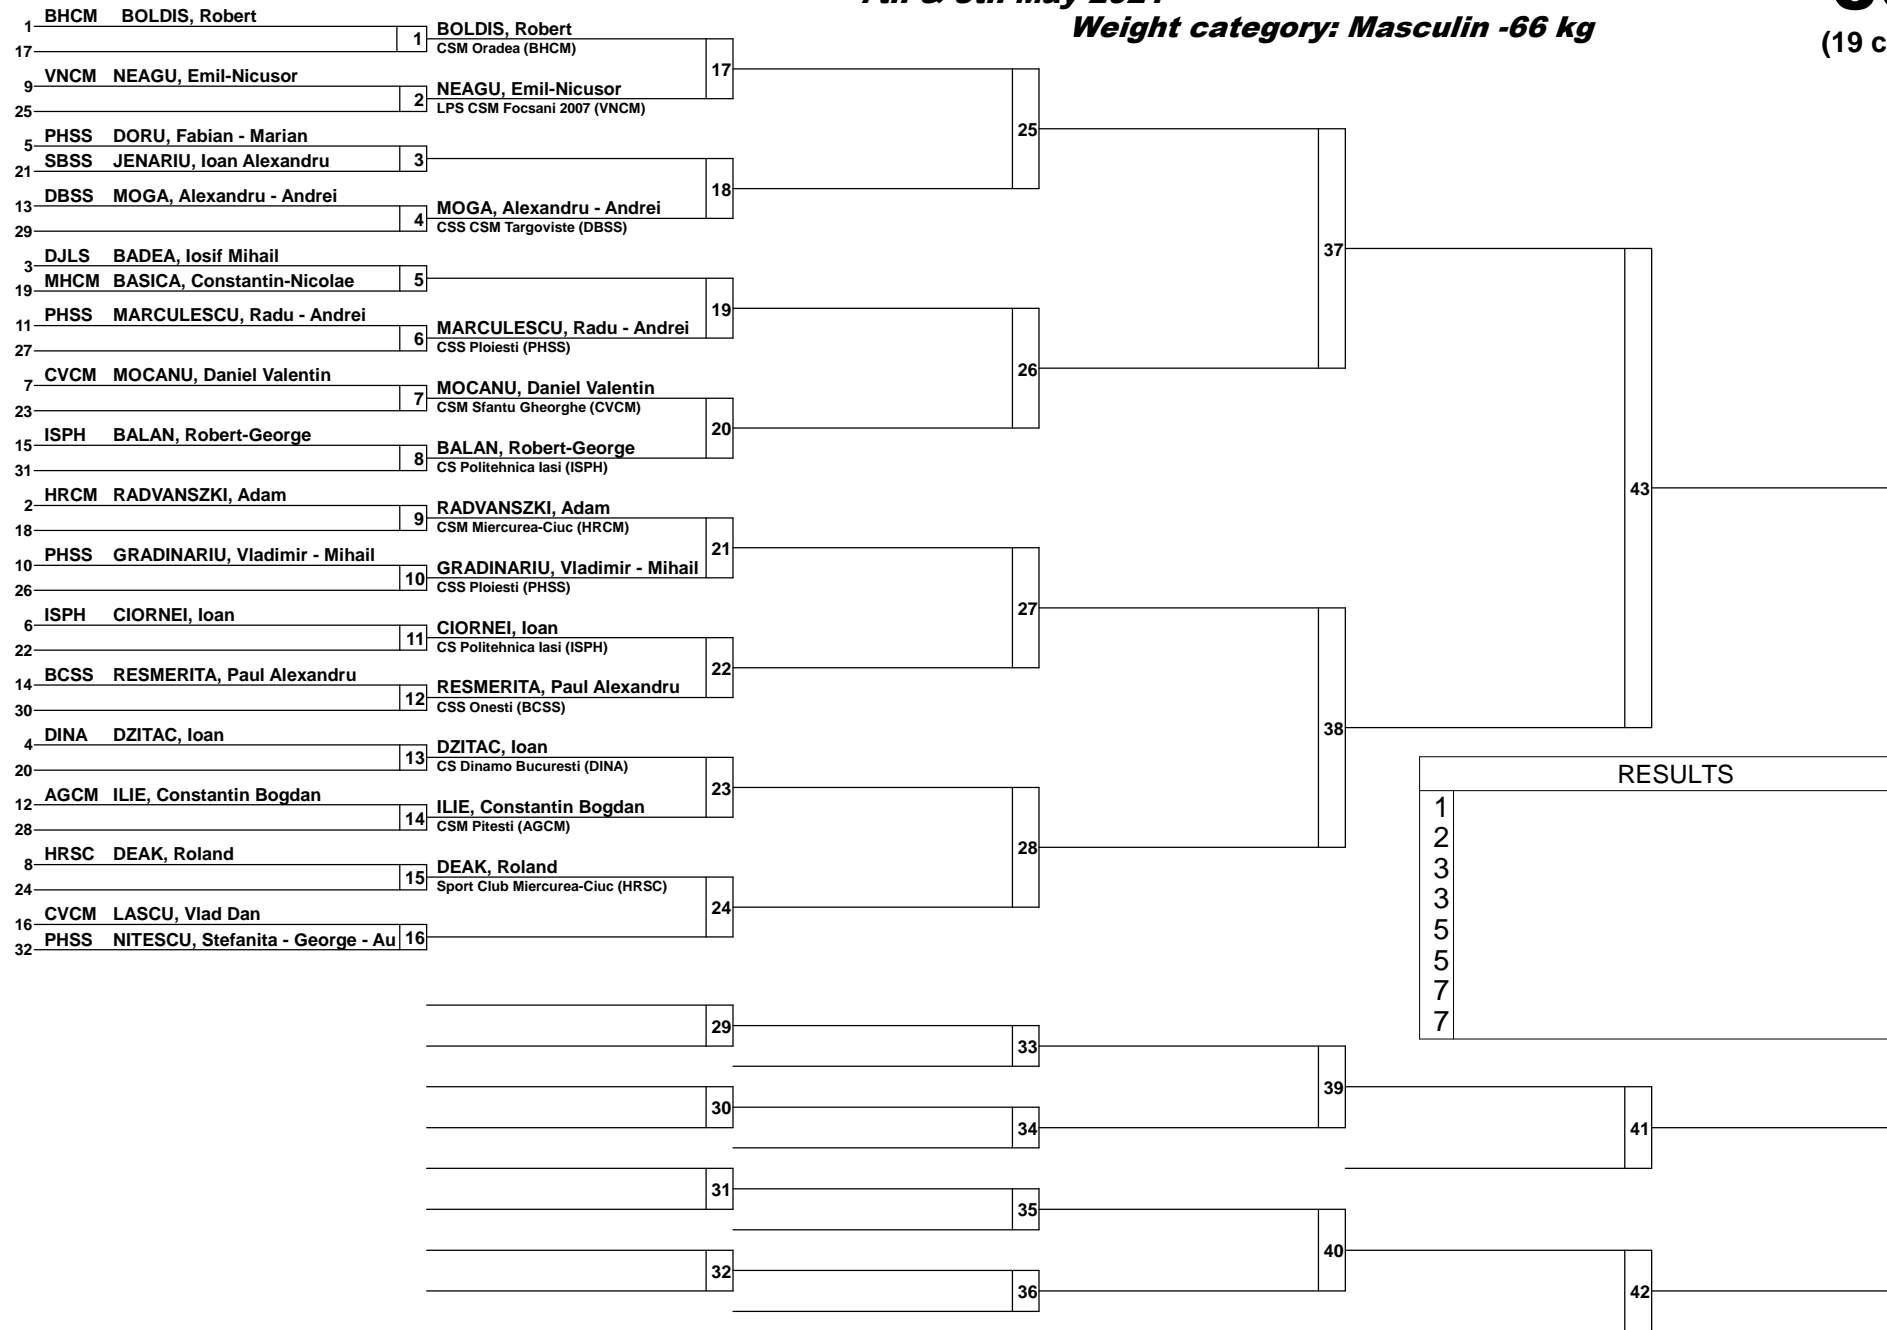 Weight category: Masculin -66 kg
(19 c
1 BHCM BOLDIS, Robert
17
1 BOLDIS, Robert
CSM Oradea (BHCM)
9 VNCM NEAGU, Emil-Nicusor
25
2 NEAGU, Emil-Nicusor
LPS CSM Focsani 2007 (VNCM)
17
5 PHSS DORU, Fabian - Marian
21 SBSS JENARIU, Ioan Alexandru
3
13 DBSS MOGA, Alexandru - Andrei
29
4 MOGA, Alexandru - Andrei
CSS CSM Targoviste (DBSS)
18
25
3 DJLS BADEA, Iosif Mihail
19 MHCM BASICA, Constantin-Nicolae
5
11 PHSS MARCULESCU, Radu - Andrei
27
6 MARCULESCU, Radu - Andrei
CSS Ploiesti (PHSS)
19
7 CVCM MOCANU, Daniel Valentin
23
7 MOCANU, Daniel Valentin
CSM Sfantu Gheorghe (CVCM)
15 ISPH BALAN, Robert-George
31
8 BALAN, Robert-George
CS Politehnica Iasi (ISPH)
20
26
37
2 HRCM RADVANSZKI, Adam
18
9 RADVANSZKI, Adam
CSM Miercurea-Ciuc (HRCM)
10 PHSS GRADINARIU, Vladimir - Mihail
26
10 GRADINARIU, Vladimir - Mihail
CSS Ploiesti (PHSS)
21
6 ISPH CIORNEI, Ioan
22
11 CIORNEI, Ioan
CS Politehnica Iasi (ISPH)
14 BCSS RESMERITA, Paul Alexandru
30
12 RESMERITA, Paul Alexandru
CSS Onesti (BCSS)
22
27
4 DINA DZITAC, Ioan
20
13 DZITAC, Ioan
CS Dinamo Bucuresti (DINA)
12 AGCM ILIE, Constantin Bogdan
28
14 ILIE, Constantin Bogdan
CSM Pitesti (AGCM)
23
8 HRSC DEAK, Roland
24
15 DEAK, Roland
Sport Club Miercurea-Ciuc (HRSC)
16 CVCM LASCU, Vlad Dan
32 PHSS NITESCU, Stefanita - George - Au
16
24
28
38
43
RESULTS
1
2
3
3
5
5
7
7
29
33
30
34
39
41
31
35
32
36
40
42